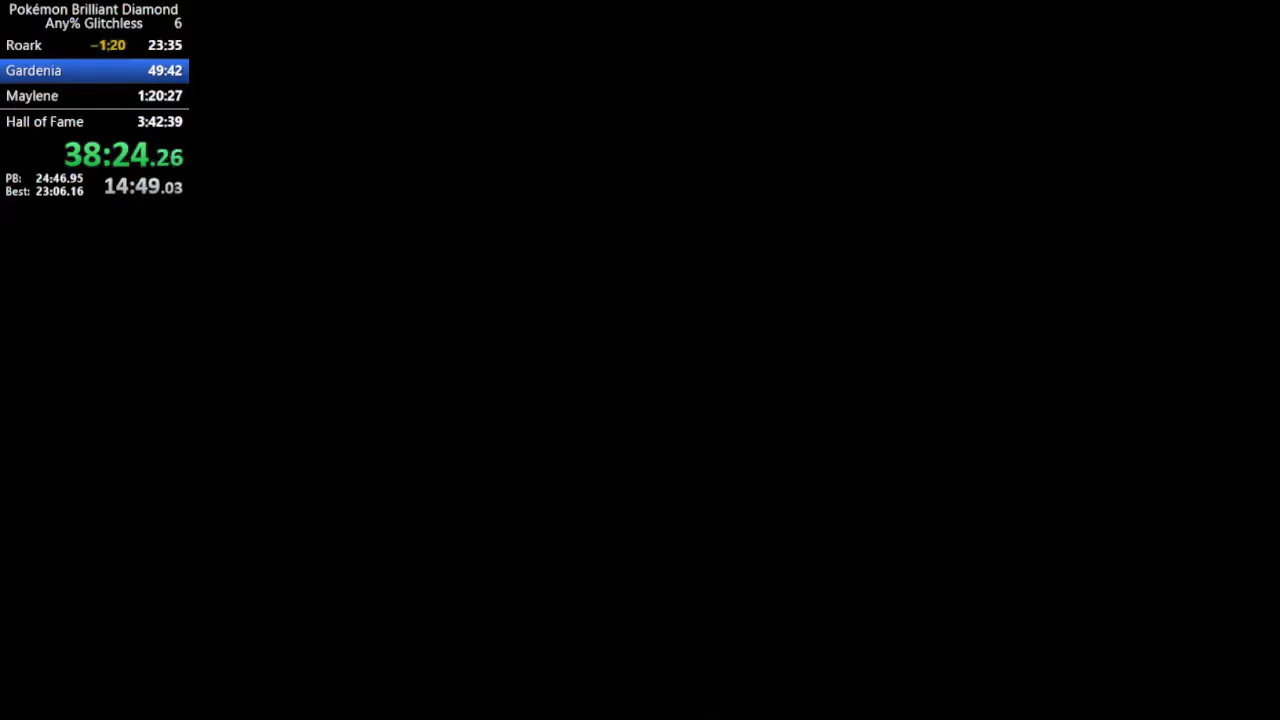 Pokémon Brilliant Diamond
Any% Glitchless 6
Roark −1:20 23:35
Gardenia 49:42
Maylene 1:20:27
Hall of Fame 3:42:39
38:24.26
PB: 24:46.95
Best: 23:06.16
14:49.03